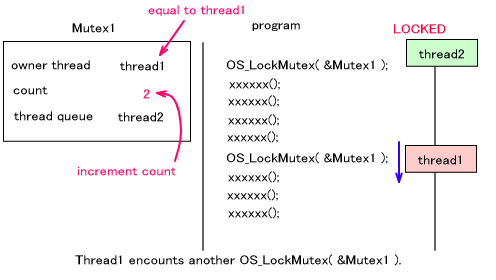 equal to thread1
Mutex1
program
LOCKED
thread2
owner thread thread1
OS_LockMutex( &Mutex1 );
count 2
xxxxxx();
xxxxxx();
thread queue thread2
xxxxxx();
xxxxxx();
OS_LockMutex( &Mutex1 );
thread1
increment count
xxxxxx();
xxxxxx();
xxxxxx();
Thread1 encounts another OS_LockMutex( &Mutex1 ).